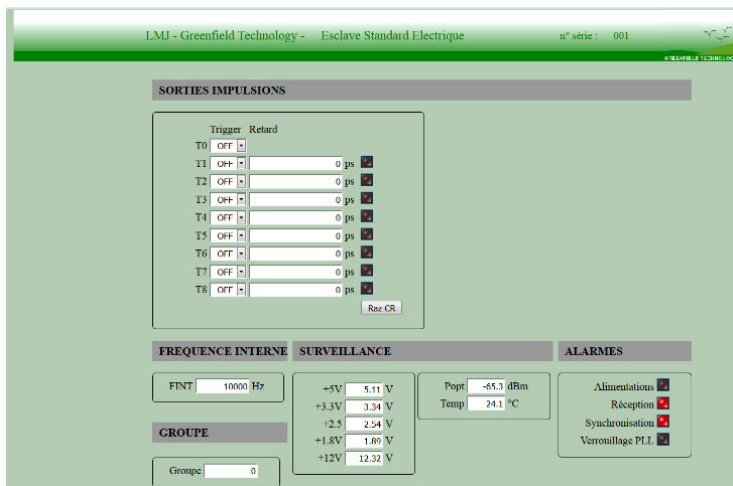 LMJ - Greenfield Technology - Esclave Standard Electrique n° série : 001
GREENFIELD TECHNOLOG
SORTIES IMPULSIONS
Trigger Retard
T0 OFF
T1 OFF 0 ps
T2 OFF 0 ps
T3 OFF 0 ps
T4 OFF 0 ps
T5 OFF 0 ps
T6 OFF 0 ps
T7 OFF 0 ps
T8 OFF 0 ps
Raz CR
FREQUENCE INTERNE SURVEILLANCE ALARMES
FINT 10000 Hz
+5V 5.11 V
+3.3V 3.34 V
+2.5 2.54 V
+1.8V 1.89 V
+12V 12.32 V
Popt -65.3 dBm
Temp 24.1 °C
Alimentations
Réception
Synchronisation
Verrouillage PLL
GROUPE
Groupe 0